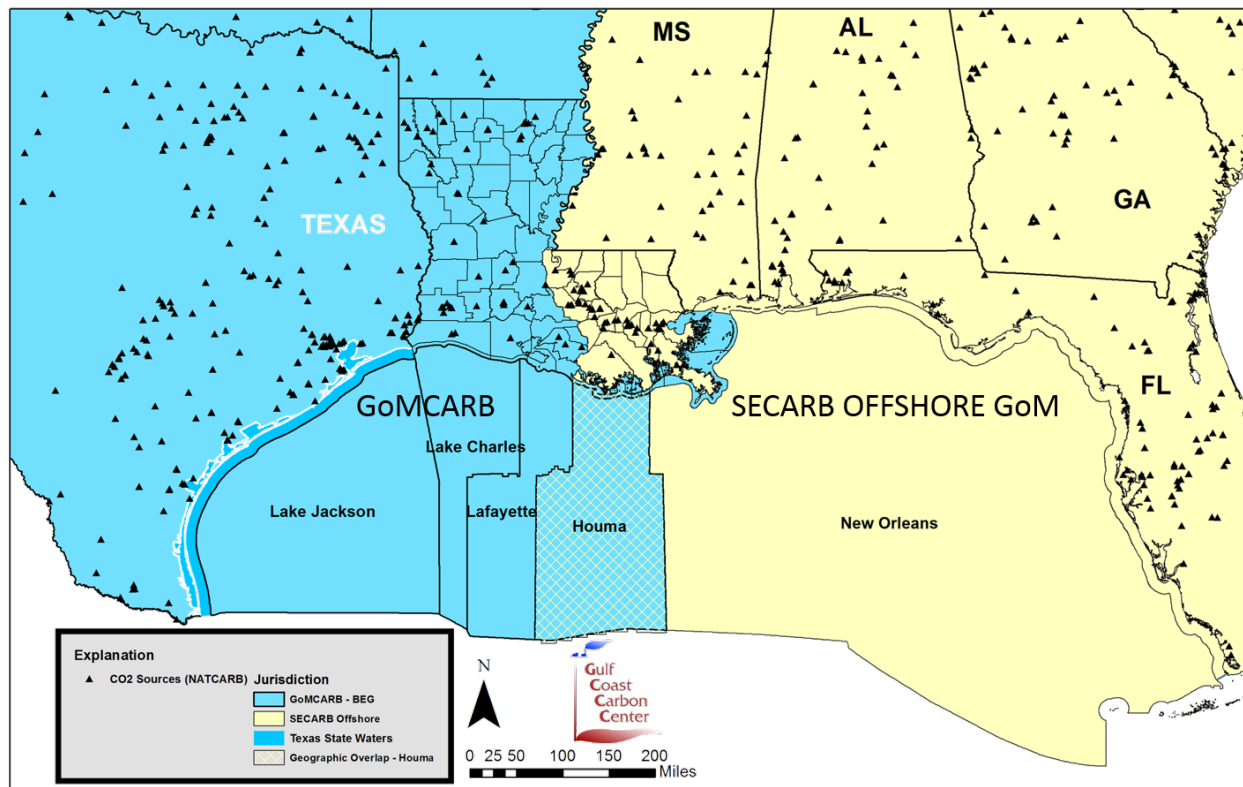 MS
AL
GA
TEXAS
FL
GoMCARB
SECARB OFFSHORE GoM
Lake Charles
Lake Jackson
Lafayette
Houma
New Orleans
Explanation
CO2 Sources (NATCARB)
Jurisdiction
GoMCARB - BEG
SECARB Offshore
Texas State Waters
Geographic Overlap - Houma
N
Gulf
Coast
Carbon
Center
0 25 50 100 150 200
Miles